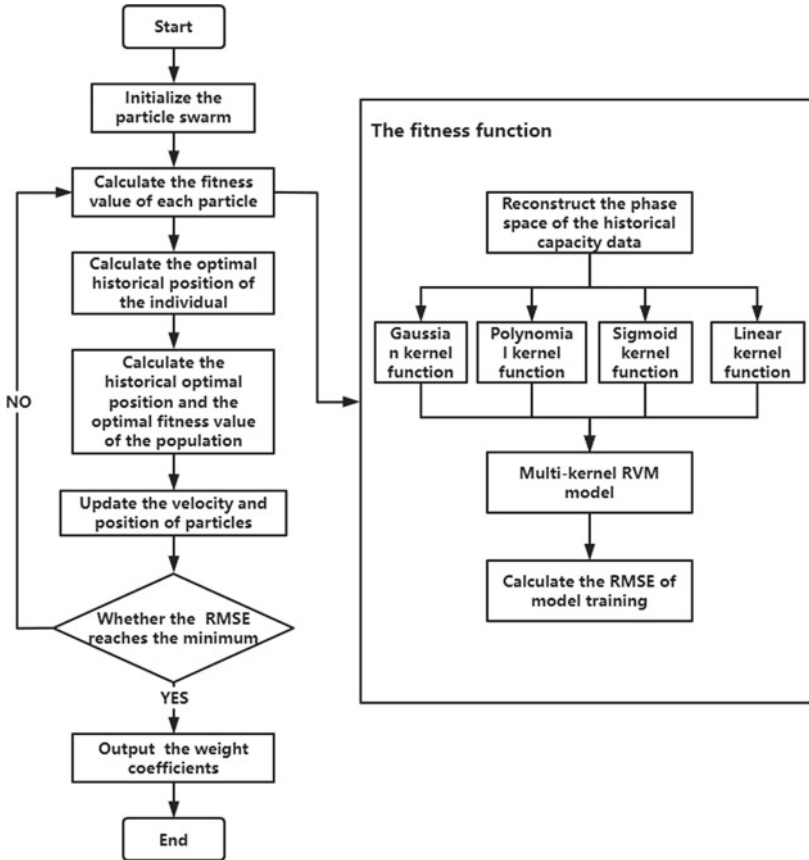 Start
Initialize the
particle swarm
Calculate the fitness
value of each particle
Calculate the optimal
historical position of
the individual
Calculate the
historical optimal
position and the
optimal fitness value
of the population
NO
Update the velocity and
position of particles
Whether the RMSE
reaches the minimum
YES
Output the weight
coefficients
End
The fitness function
Reconstruct the phase
space of the historical
capacity data
Gaussia
n kernel
function
Polynomia
l kernel
function
Sigmoid
kernel
function
Linear
kernel
function
Multi-kernel RVM
model
Calculate the RMSE of
model training